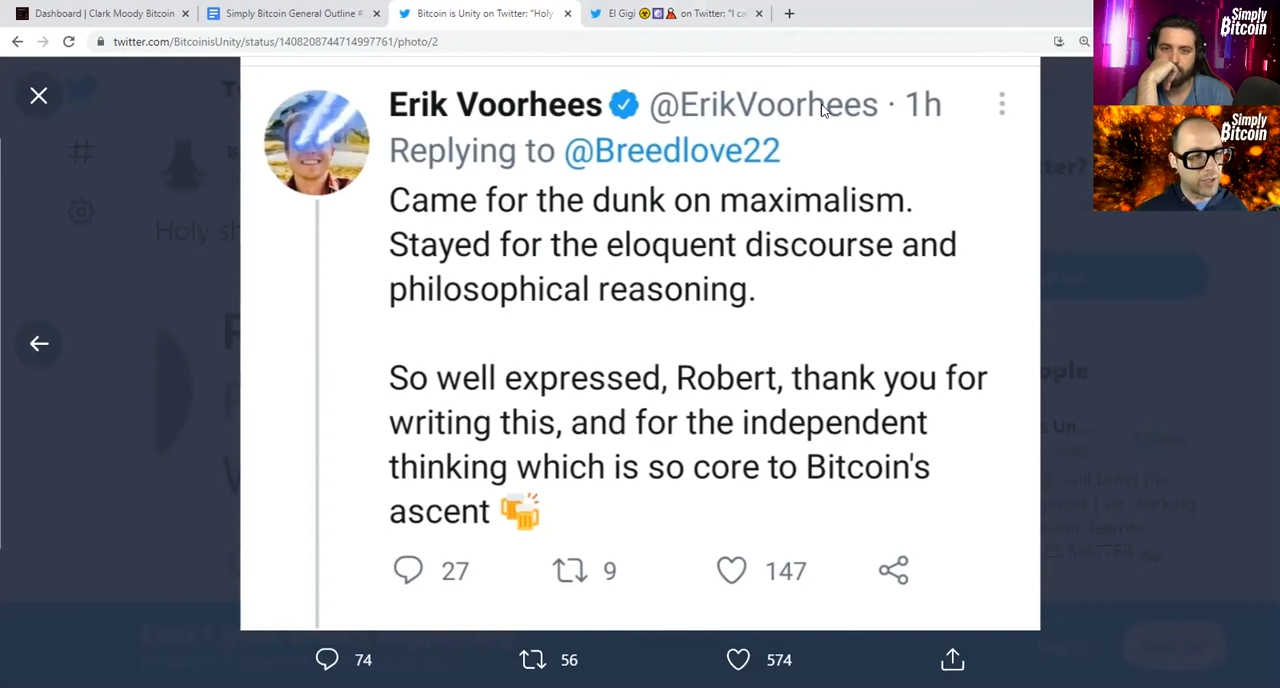 Dashboard | Clark Moody Bitcoin
Simply Bitcoin General Outline #
Bitcoin is Unity on Twitter: "Holy
El Gigi on Twitter: "I ca
twitter.com/BitcoinisUnity/status/1408208744714997761/photo/2
Simply
Bitcoin
Simply
Bitcoin
Erik Voorhees @ErikVoorhees · 1h
Replying to @Breedlove22
Came for the dunk on maximalism.
Stayed for the eloquent discourse and
philosophical reasoning.
So well expressed, Robert, thank you for
writing this, and for the independent
thinking which is so core to Bitcoin's
ascent 🍻
27 9 147
74 56 574
Holy